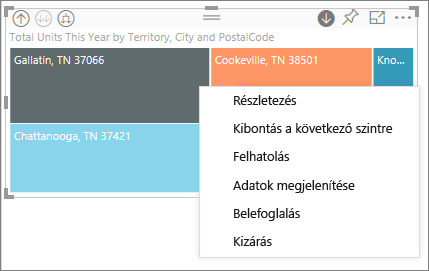 Total Units This Year by Territory, City and PostalCode
Gallatin, TN 37066
Cookeville, TN 38501
Kno...
Chattanooga, TN 37421
Részletezés
Kibontás a következő szintre
Felhatolás
Adatok megjelenítése
Belefoglalás
Kizárás